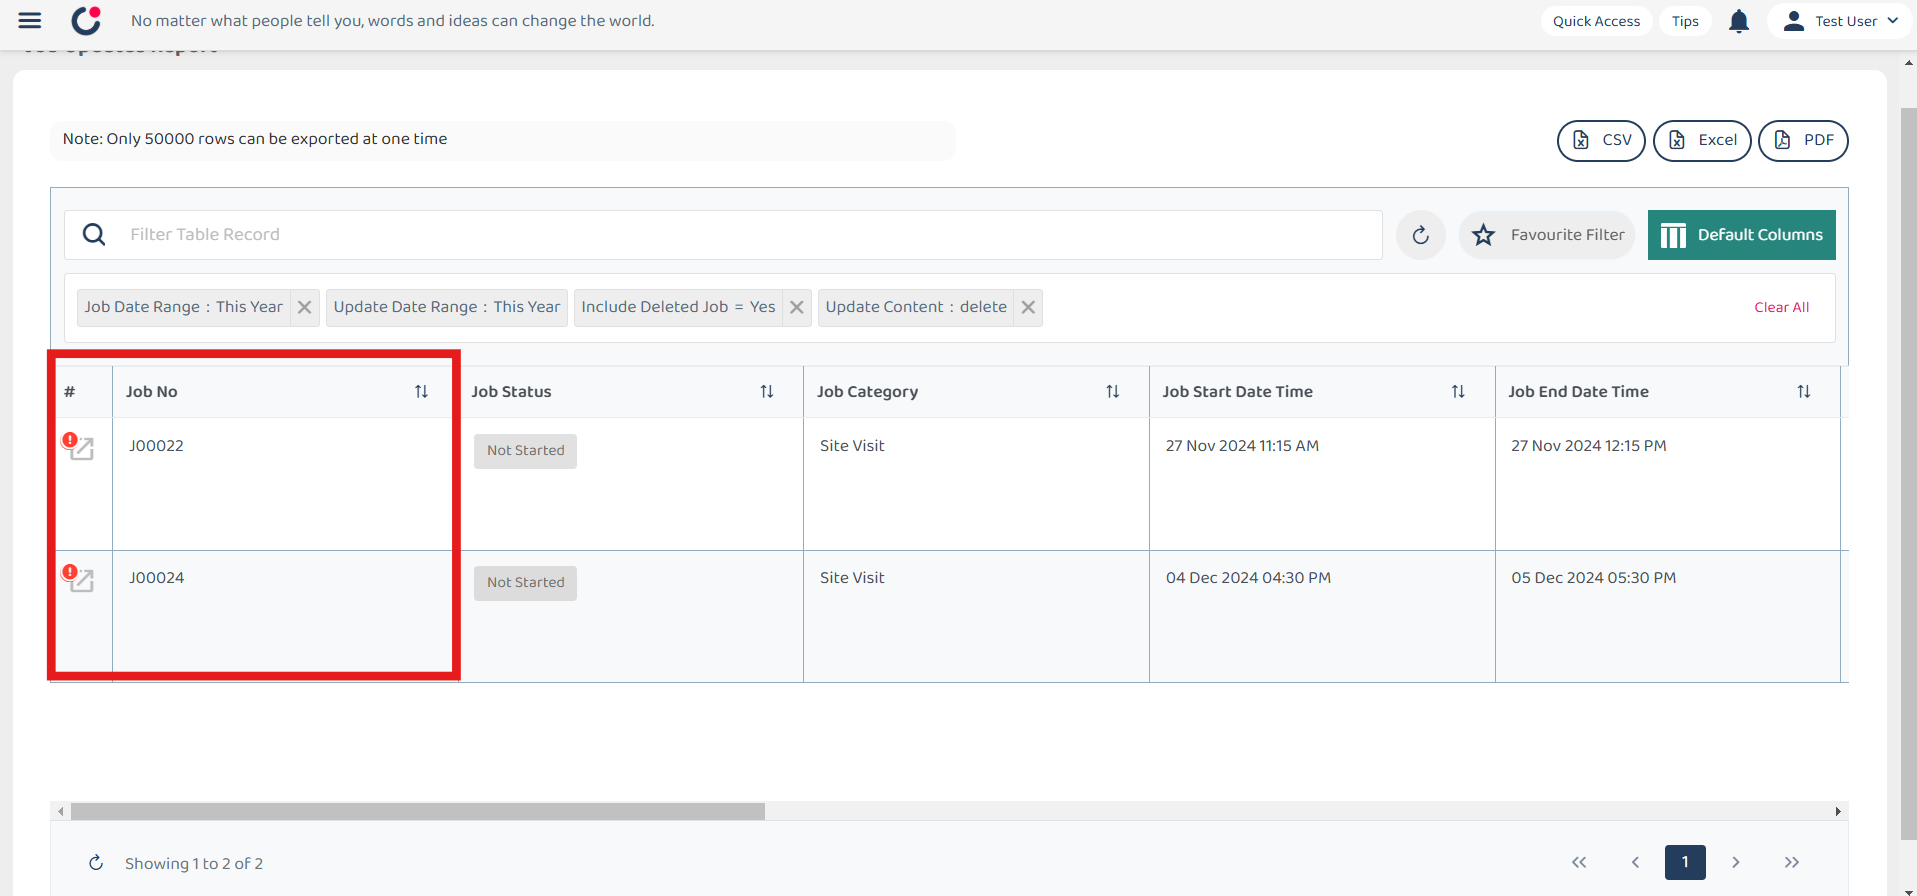 No matter what people tell you, words and ideas can change the world.
Quick Access
Tips
Test User
Job Updates Report
Note: Only 50000 rows can be exported at one time
CSV
Excel
PDF
Filter Table Record
Favourite Filter
Default Columns
Job Date Range : This Year
Update Date Range : This Year
Include Deleted Job = Yes
Update Content : delete
Clear All
# Job No Job Status Job Category Job Start Date Time Job End Date Time
J00022 Not Started Site Visit 27 Nov 2024 11:15 AM 27 Nov 2024 12:15 PM
J00024 Not Started Site Visit 04 Dec 2024 04:30 PM 05 Dec 2024 05:30 PM
Showing 1 to 2 of 2
1